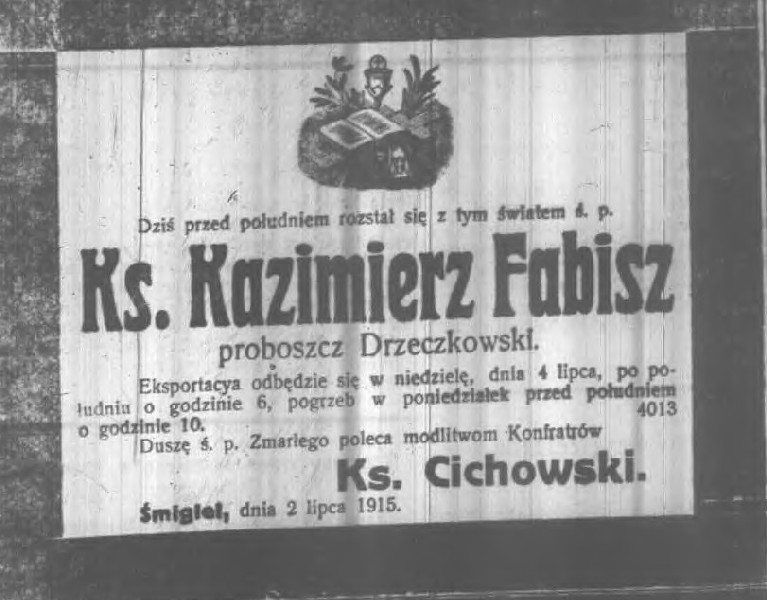 Dziś przed południem rozstał się z tym światem ś. p.
Ks. Kazimierz Fabisz
proboszcz Drzeczkowski.
Eksportacya odbędzie się w niedzielę, dnia 4 lipca, po po-
łudniu o godzinie 6, pogrzeb w poniedziałek przed południem
o godzinie 10.
4013
Duszę ś. p. Zmarłego poleca modlitwom Konfratrów
Ks. Cichowski.
Śmigiel, dnia 2 lipca 1915.